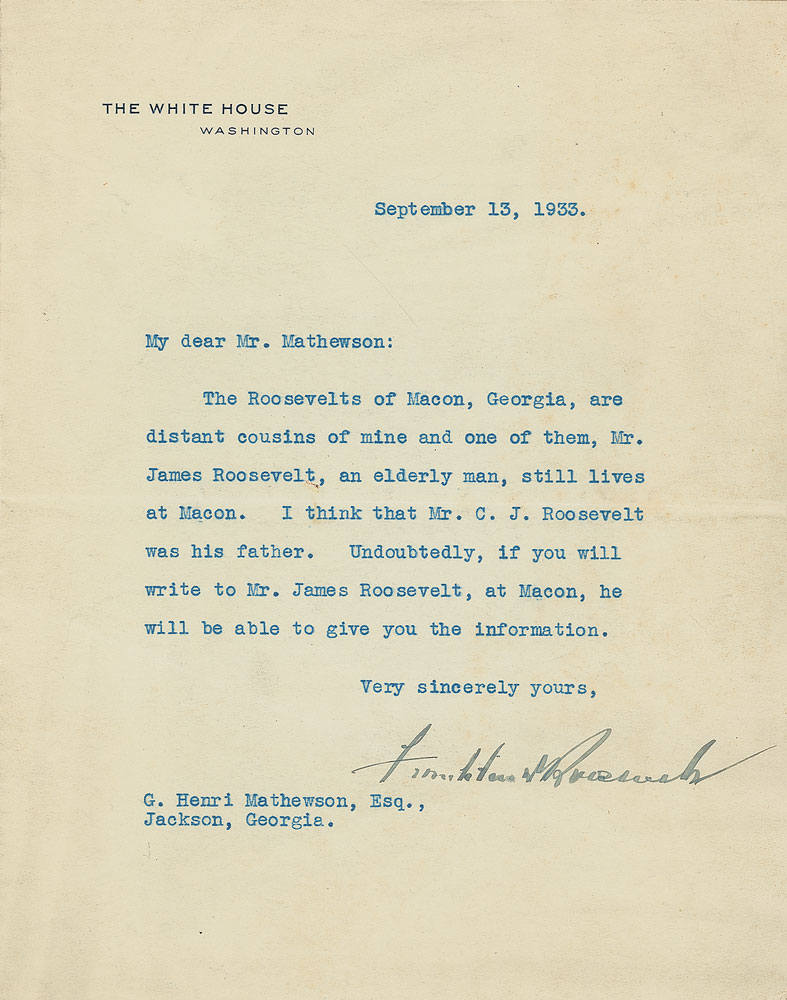 THE WHITE HOUSE
WASHINGTON
September 13, 1933.
My dear Mr. Mathewson:
The Roosevelts of Macon, Georgia, are
distant cousins of mine and one of them, Mr.
James Roosevelt, an elderly man, still lives
at Macon. I think that Mr. C. J. Roosevelt
was his father. Undoubtedly, if you will
write to Mr. James Roosevelt, at Macon, he
will be able to give you the information.
Very sincerely yours,
Franklin D Roosevelt
G. Henri Mathewson, Esq.,
Jackson, Georgia.